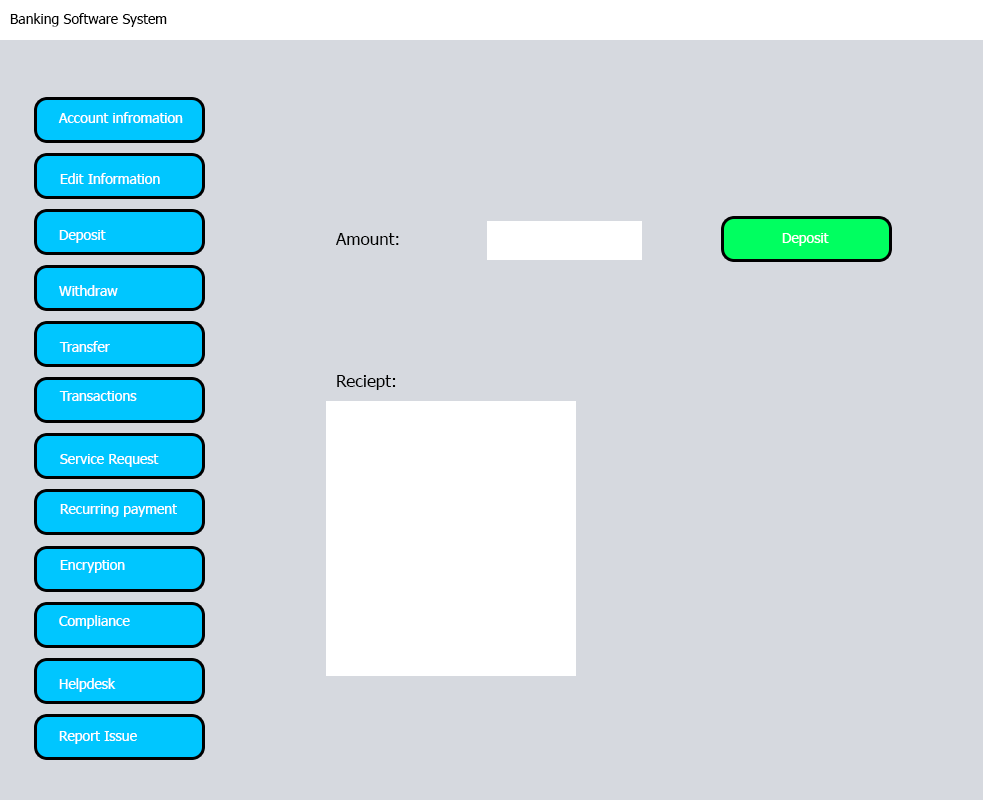 Banking Software System
Account infromation
Edit Information
Deposit
Withdraw
Transfer
Transactions
Service Request
Recurring payment
Encryption
Compliance
Helpdesk
Report Issue
Amount:
Deposit
Reciept: